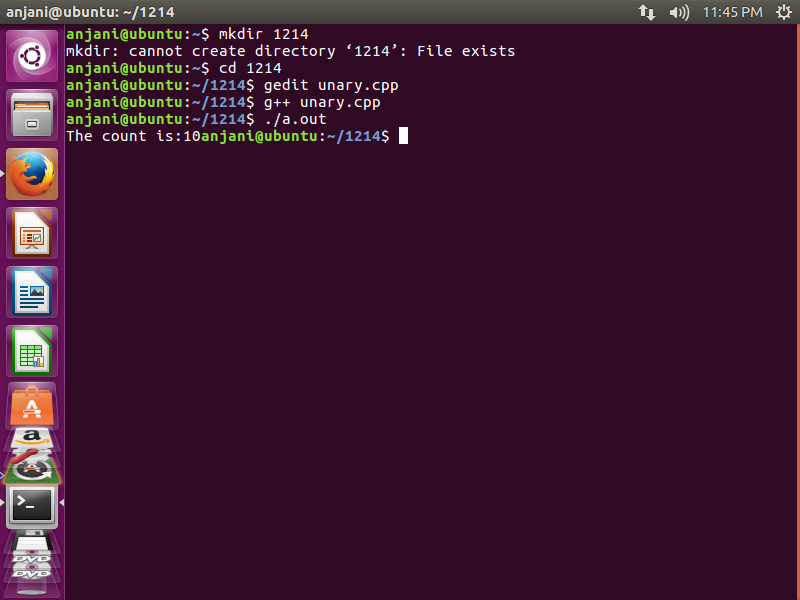 anjani@ubuntu: ~/1214 11:45 PM
anjani@ubuntu:~$ mkdir 1214
mkdir: cannot create directory ‘1214’: File exists
anjani@ubuntu:~$ cd 1214
anjani@ubuntu:~/1214$ gedit unary.cpp
anjani@ubuntu:~/1214$ g++ unary.cpp
anjani@ubuntu:~/1214$ ./a.out
The count is:10anjani@ubuntu:~/1214$
A
a
A
>_
DVD
DVD